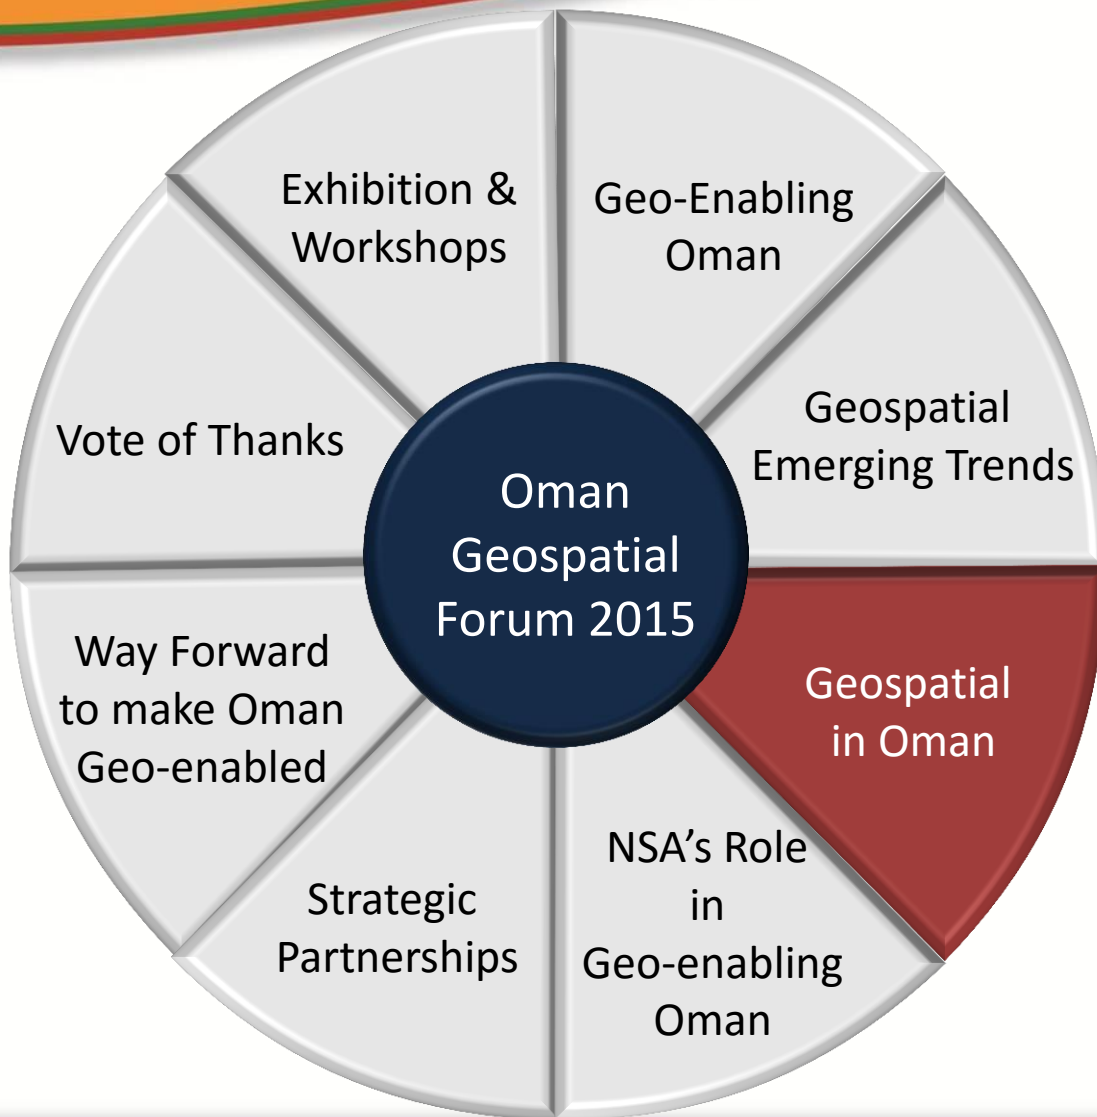 Exhibition &
Workshops
Geo-Enabling
Oman
Geospatial
Emerging Trends
Vote of Thanks
Oman
Geospatial
Forum 2015
Geospatial
in Oman
Way Forward
to make Oman
Geo-enabled
NSA’s Role
in
Geo-enabling
Oman
Strategic
Partnerships